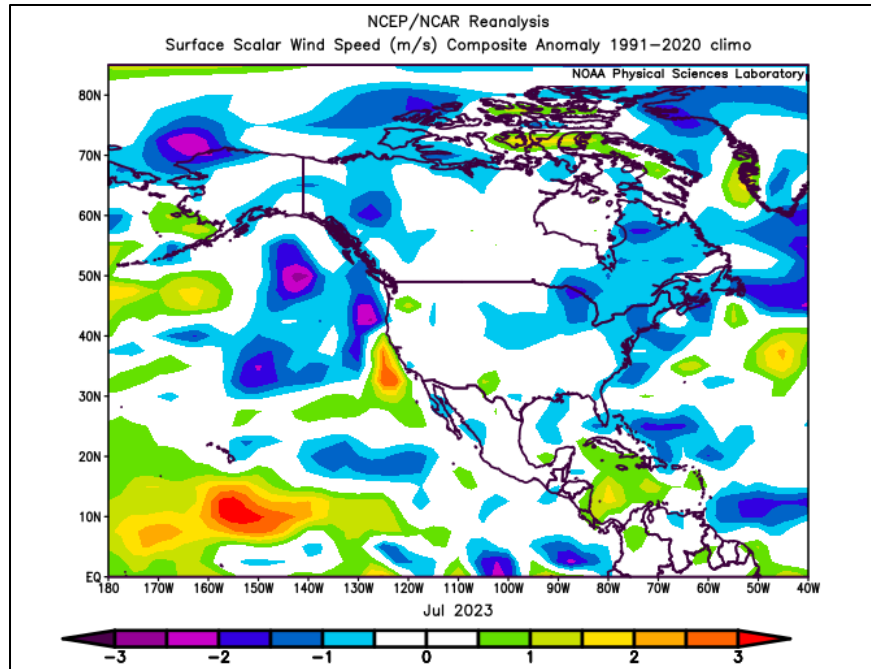 NCEP/NCAR Reanalysis
Surface Scalar Wind Speed (m/s) Composite Anomaly 1991-2020 climo
NOAA Physical Sciences Laboratory
80N
70N
60N
50N
40N
30N
20N
10N
EQ
180 170W 160W 150W 140W 130W 120W 110W 100W 90W 80W 70W 60W 50W 40W
Jul 2023
-3 -2 -1 0 1 2 3